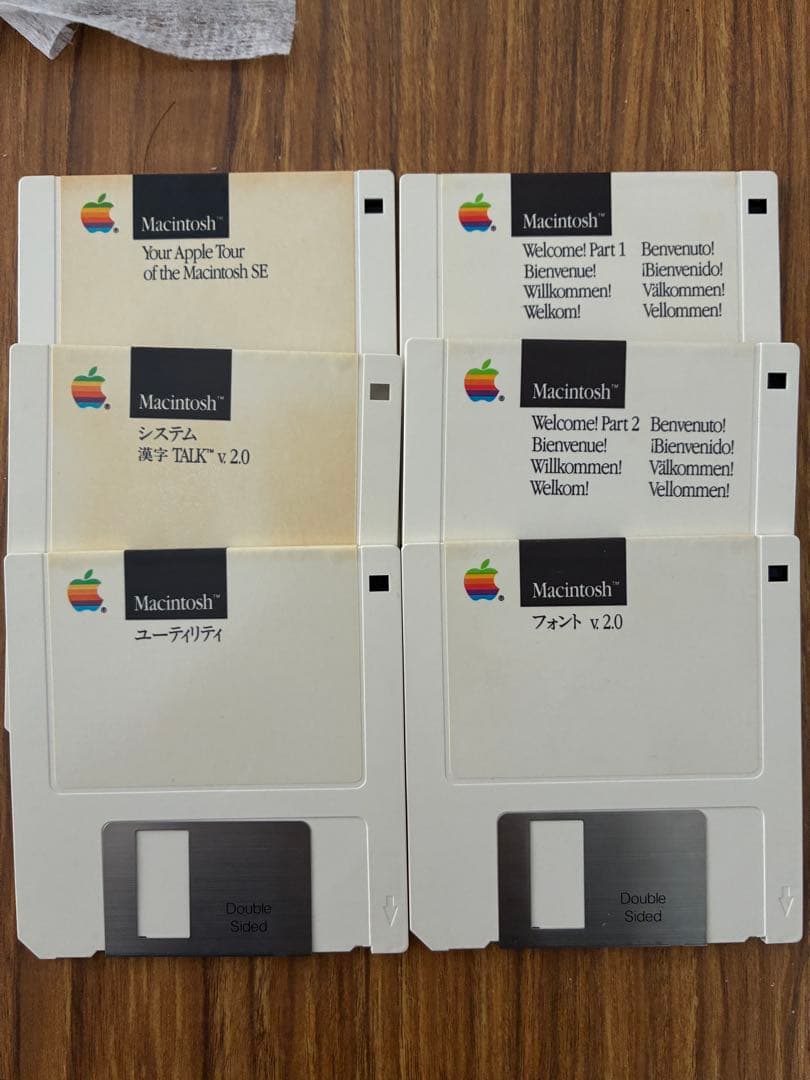 Macintosh™
Your Apple Tour
of the Macintosh SE
Macintosh™
Welcome! Part 1 Benvenuto!
Bienvenue! ¡Bienvenido!
Willkommen! Välkommen!
Welkom! Vellommen!
Macintosh™
システム
漢字 TALK™ v. 2.0
Macintosh™
Welcome! Part 2 Benvenuto!
Bienvenue! ¡Bienvenido!
Willkommen! Välkommen!
Welkom! Vellommen!
Macintosh™
ユーティリティ
Double
Sided
Macintosh™
フォント v. 2.0
Double
Sided